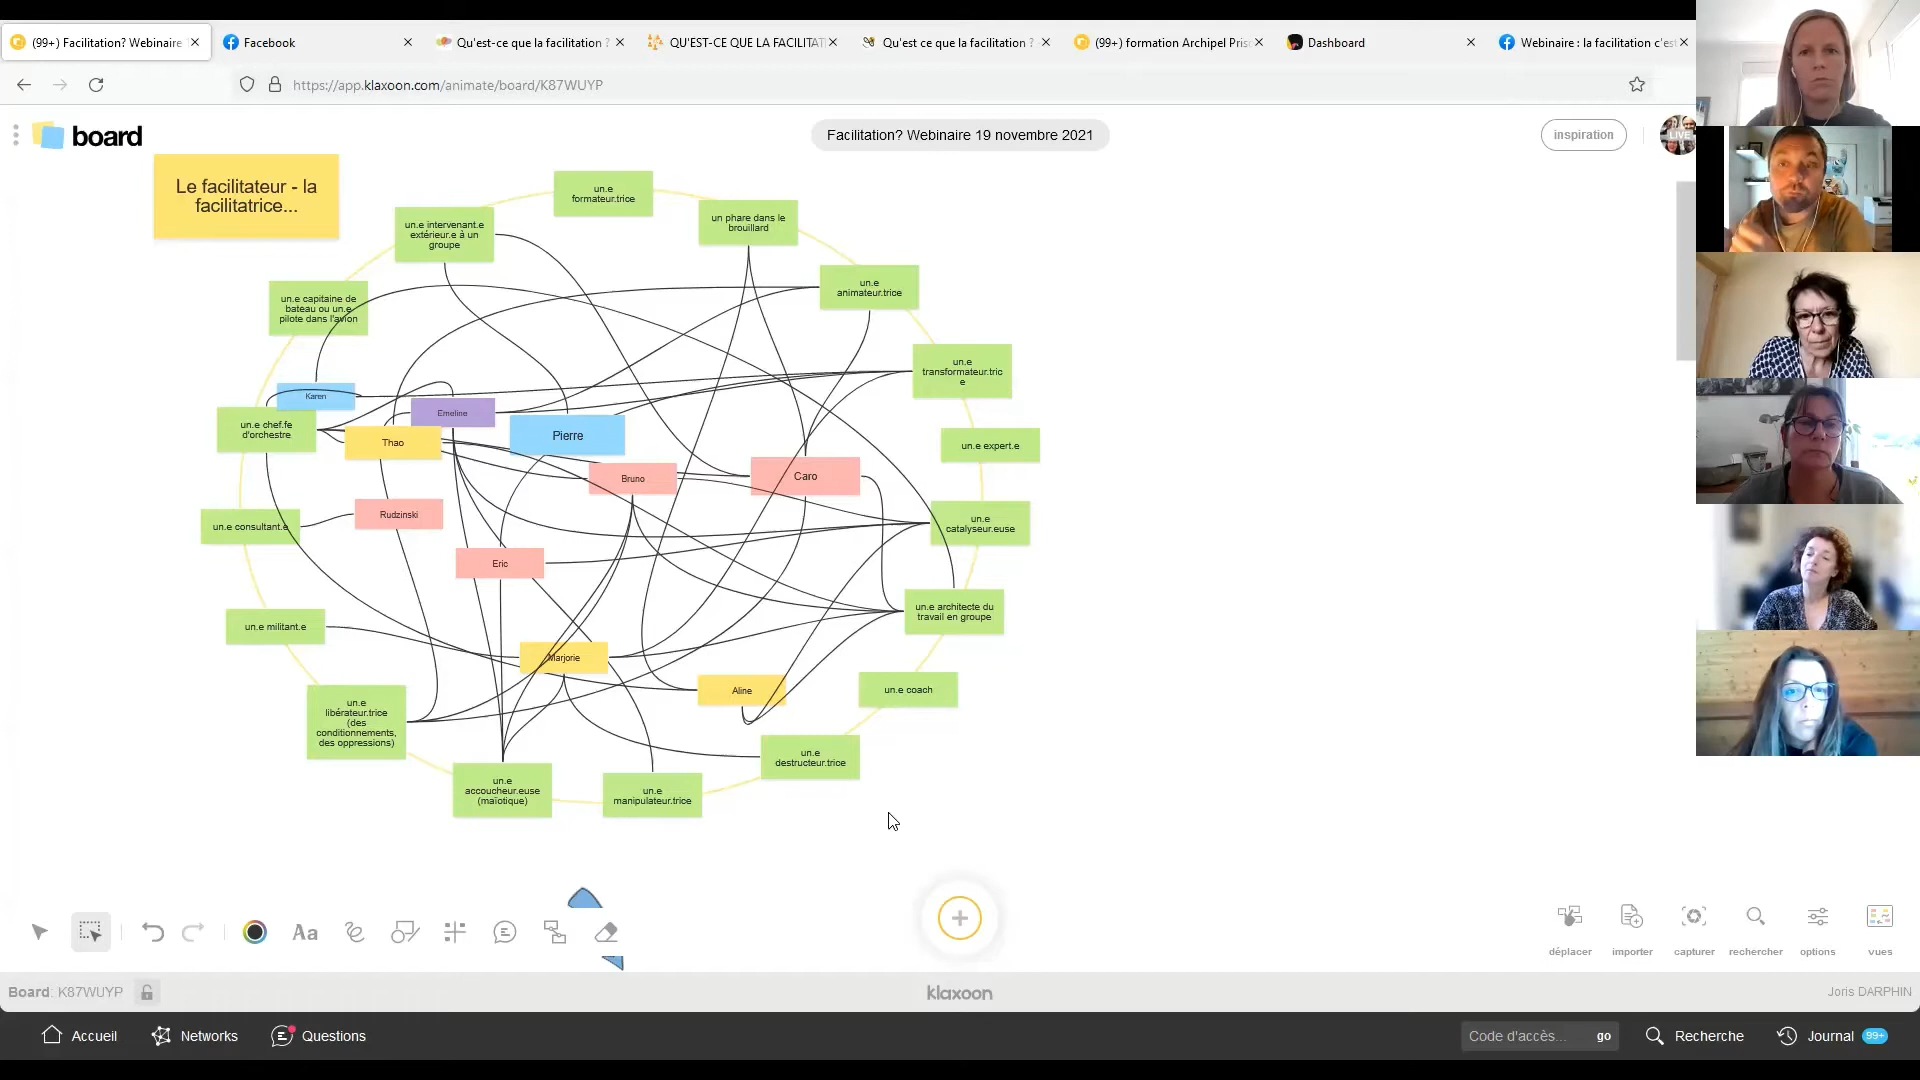 (99+) Facilitation? Webinaire
Facebook
Qu'est-ce que la facilitation ?
QU'EST-CE QUE LA FACILITAT
Qu'est ce que la facilitation ?
(99+) formation Archipel Pris
Dashboard
Webinaire : la facilitation c'es
https://app.klaxoon.com/animate/board/K87WUYP
board
Facilitation? Webinaire 19 novembre 2021
inspiration
LIVE
Le facilitateur - la
facilitatrice...
un.e
formateur.trice
un.e intervenant.e
extérieur.e à un
groupe
un phare dans le
brouillard
un.e
animateur.trice
un.e capitaine de
bateau ou un.e
pilote dans l'avion
un.e
transformateur.tric
e
Karen
Emeline
un.e chef.fe
d'orchestre
Thao
Pierre
un.e expert.e
Bruno
Caro
un.e consultant.e
Rudzinski
un.e
catalyseur.euse
Eric
un.e architecte du
travail en groupe
un.e militant.e
Marjorie
Aline
un.e coach
un.e
libérateur.trice
(des
conditionnements,
des oppressions)
un.e
destructeur.trice
un.e
accoucheur.euse
(maïotique)
un.e
manipulateur.trice
Aa
déplacer
importer
capturer
rechercher
options
vues
Board: K87WUYP
klaxoon
Joris DARPHIN
Accueil
Networks
Questions
Code d'accès...
go
Recherche
Journal
99+